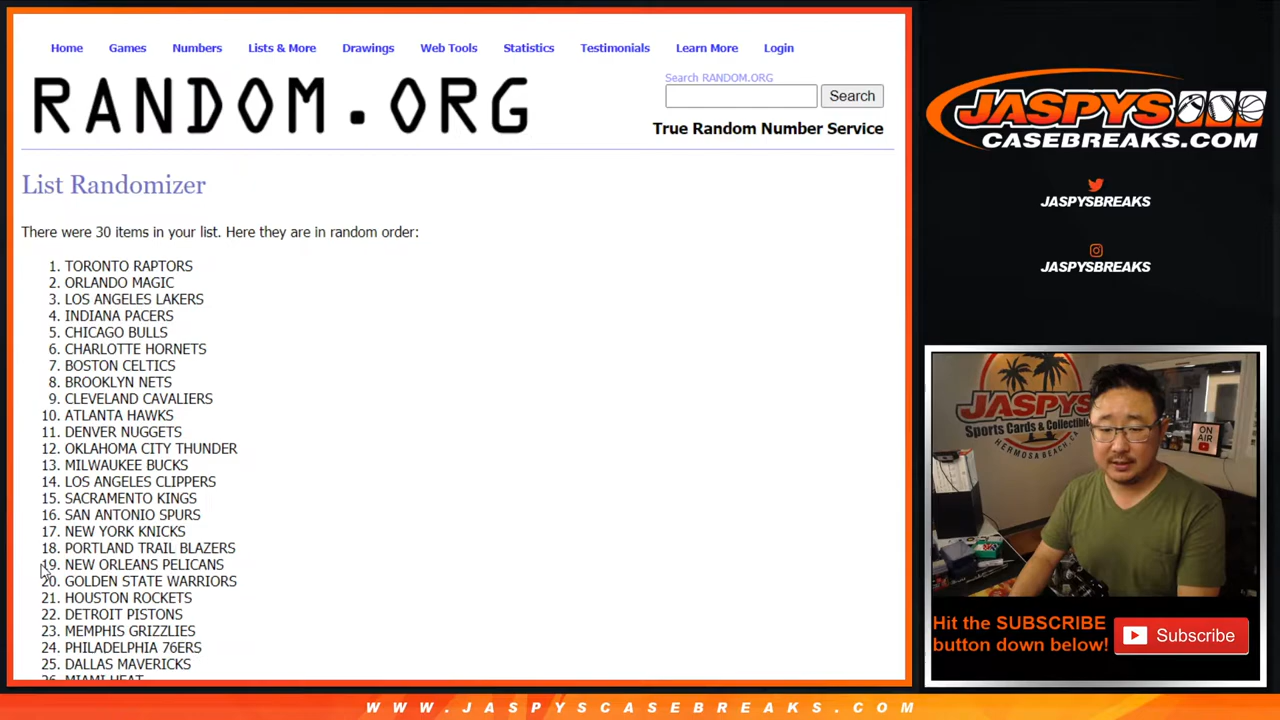 Home Games Numbers Lists & More Drawings Web Tools Statistics Testimonials Learn More Login
RANDOM.ORG
Search RANDOM.ORG
Search
True Random Number Service
List Randomizer
There were 30 items in your list. Here they are in random order:
1. TORONTO RAPTORS
2. ORLANDO MAGIC
3. LOS ANGELES LAKERS
4. INDIANA PACERS
5. CHICAGO BULLS
6. CHARLOTTE HORNETS
7. BOSTON CELTICS
8. BROOKLYN NETS
9. CLEVELAND CAVALIERS
10. ATLANTA HAWKS
11. DENVER NUGGETS
12. OKLAHOMA CITY THUNDER
13. MILWAUKEE BUCKS
14. LOS ANGELES CLIPPERS
15. SACRAMENTO KINGS
16. SAN ANTONIO SPURS
17. NEW YORK KNICKS
18. PORTLAND TRAIL BLAZERS
19. NEW ORLEANS PELICANS
20. GOLDEN STATE WARRIORS
21. HOUSTON ROCKETS
22. DETROIT PISTONS
23. MEMPHIS GRIZZLIES
24. PHILADELPHIA 76ERS
25. DALLAS MAVERICKS
26. MIAMI HEAT
JASPYS
CASEBREAKS.COM
JASPYSBREAKS
JASPYSBREAKS
JASPYS
Sports Cards & Collectible
HERMOSA BEACH, CA
ON AIR
Hit the SUBSCRIBE
button down below!
Subscribe
WWW.JASPYSCASEBREAKS.COM